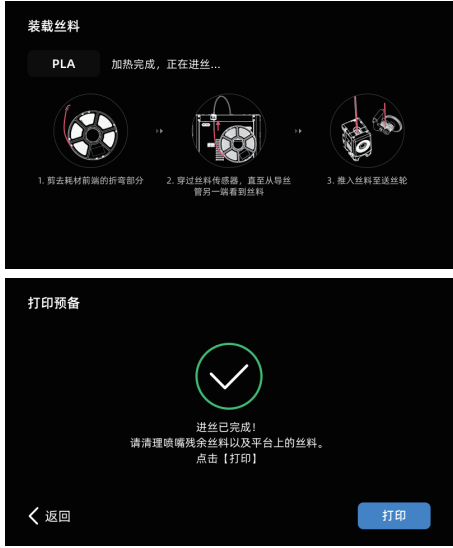 装载丝料
PLA
加热完成，正在进丝...
1. 剪去耗材前端的折弯部分
2. 穿过丝料传感器，直至从导丝
管另一端看到丝料
3. 推入丝料至送丝轮
打印预备
进丝已完成！
请清理喷嘴残余丝料以及平台上的丝料。
点击【打印】
返回
打印